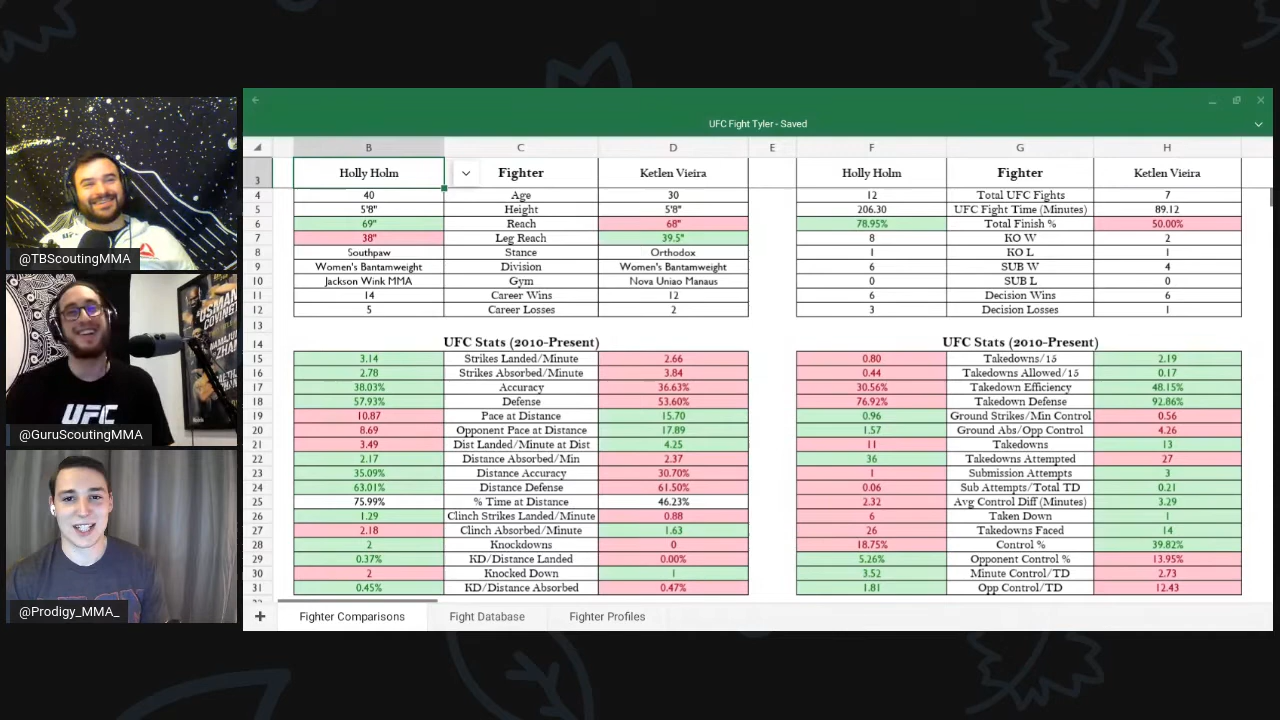 UFC Fight Tyler - Saved
B C D E F G H
3 Holly Holm Fighter Ketlen Vieira Holly Holm Fighter Ketlen Vieira
4 40 Age 30 12 Total UFC Fights 7
5 5'8" Height 5'8" 206.30 UFC Fight Time (Minutes) 89.12
6 69" Reach 68" 78.95% Total Finish % 50.00%
7 38" Leg Reach 39.5" 8 KO W 2
8 Southpaw Stance Orthodox 1 KO L 1
9 Women's Bantamweight Division Women's Bantamweight 6 SUB W 4
10 Jackson Wink MMA Gym Nova Uniao Manaus 0 SUB L 0
11 14 Career Wins 12 6 Decision Wins 6
12 5 Career Losses 2 3 Decision Losses 1
13
14 UFC Stats (2010-Present) UFC Stats (2010-Present)
15 3.14 Strikes Landed/Minute 2.66 0.80 Takedowns/15 2.19
16 2.78 Strikes Absorbed/Minute 3.84 0.44 Takedowns Allowed/15 0.17
17 38.03% Accuracy 36.63% 30.56% Takedown Efficiency 48.15%
18 57.93% Defense 53.60% 76.92% Takedown Defense 92.86%
19 10.87 Pace at Distance 15.70 0.96 Ground Strikes/Min Control 0.56
20 8.69 Opponent Pace at Distance 17.89 1.57 Ground Abs/Opp Control 4.26
21 3.49 Dist Landed/Minute at Dist 4.25 11 Takedowns 13
22 2.17 Distance Absorbed/Min 2.37 36 Takedowns Attempted 27
23 35.09% Distance Accuracy 30.70% 1 Submission Attempts 3
24 63.01% Distance Defense 61.50% 0.06 Sub Attempts/Total TD 0.21
25 75.99% % Time at Distance 46.23% 2.32 Avg Control Diff (Minutes) 3.29
26 1.29 Clinch Strikes Landed/Minute 0.88 6 Taken Down 1
27 2.18 Clinch Absorbed/Minute 1.63 26 Takedowns Faced 14
28 2 Knockdowns 0 18.75% Control % 39.82%
29 0.37% KD/Distance Landed 0.00% 5.26% Opponent Control % 13.95%
30 2 Knocked Down 1 3.52 Minute Control/TD 2.73
31 0.45% KD/Distance Absorbed 0.47% 1.81 Opp Control/TD 12.43
+ Fighter Comparisons Fight Database Fighter Profiles
@TBScoutingMMA
USMAN
COVINGTON
UFC
@GuruScoutingMMA
@Prodigy_MMA_